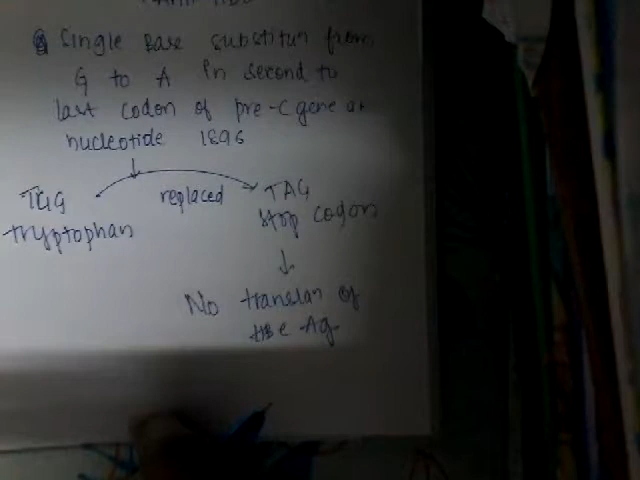 Single Base substitun from
G to A in second to
last codon of pre-C gene at
nucleotide 1896
TGG replaced TAG
tryptophan stop codon
No translan of
HBe Ag